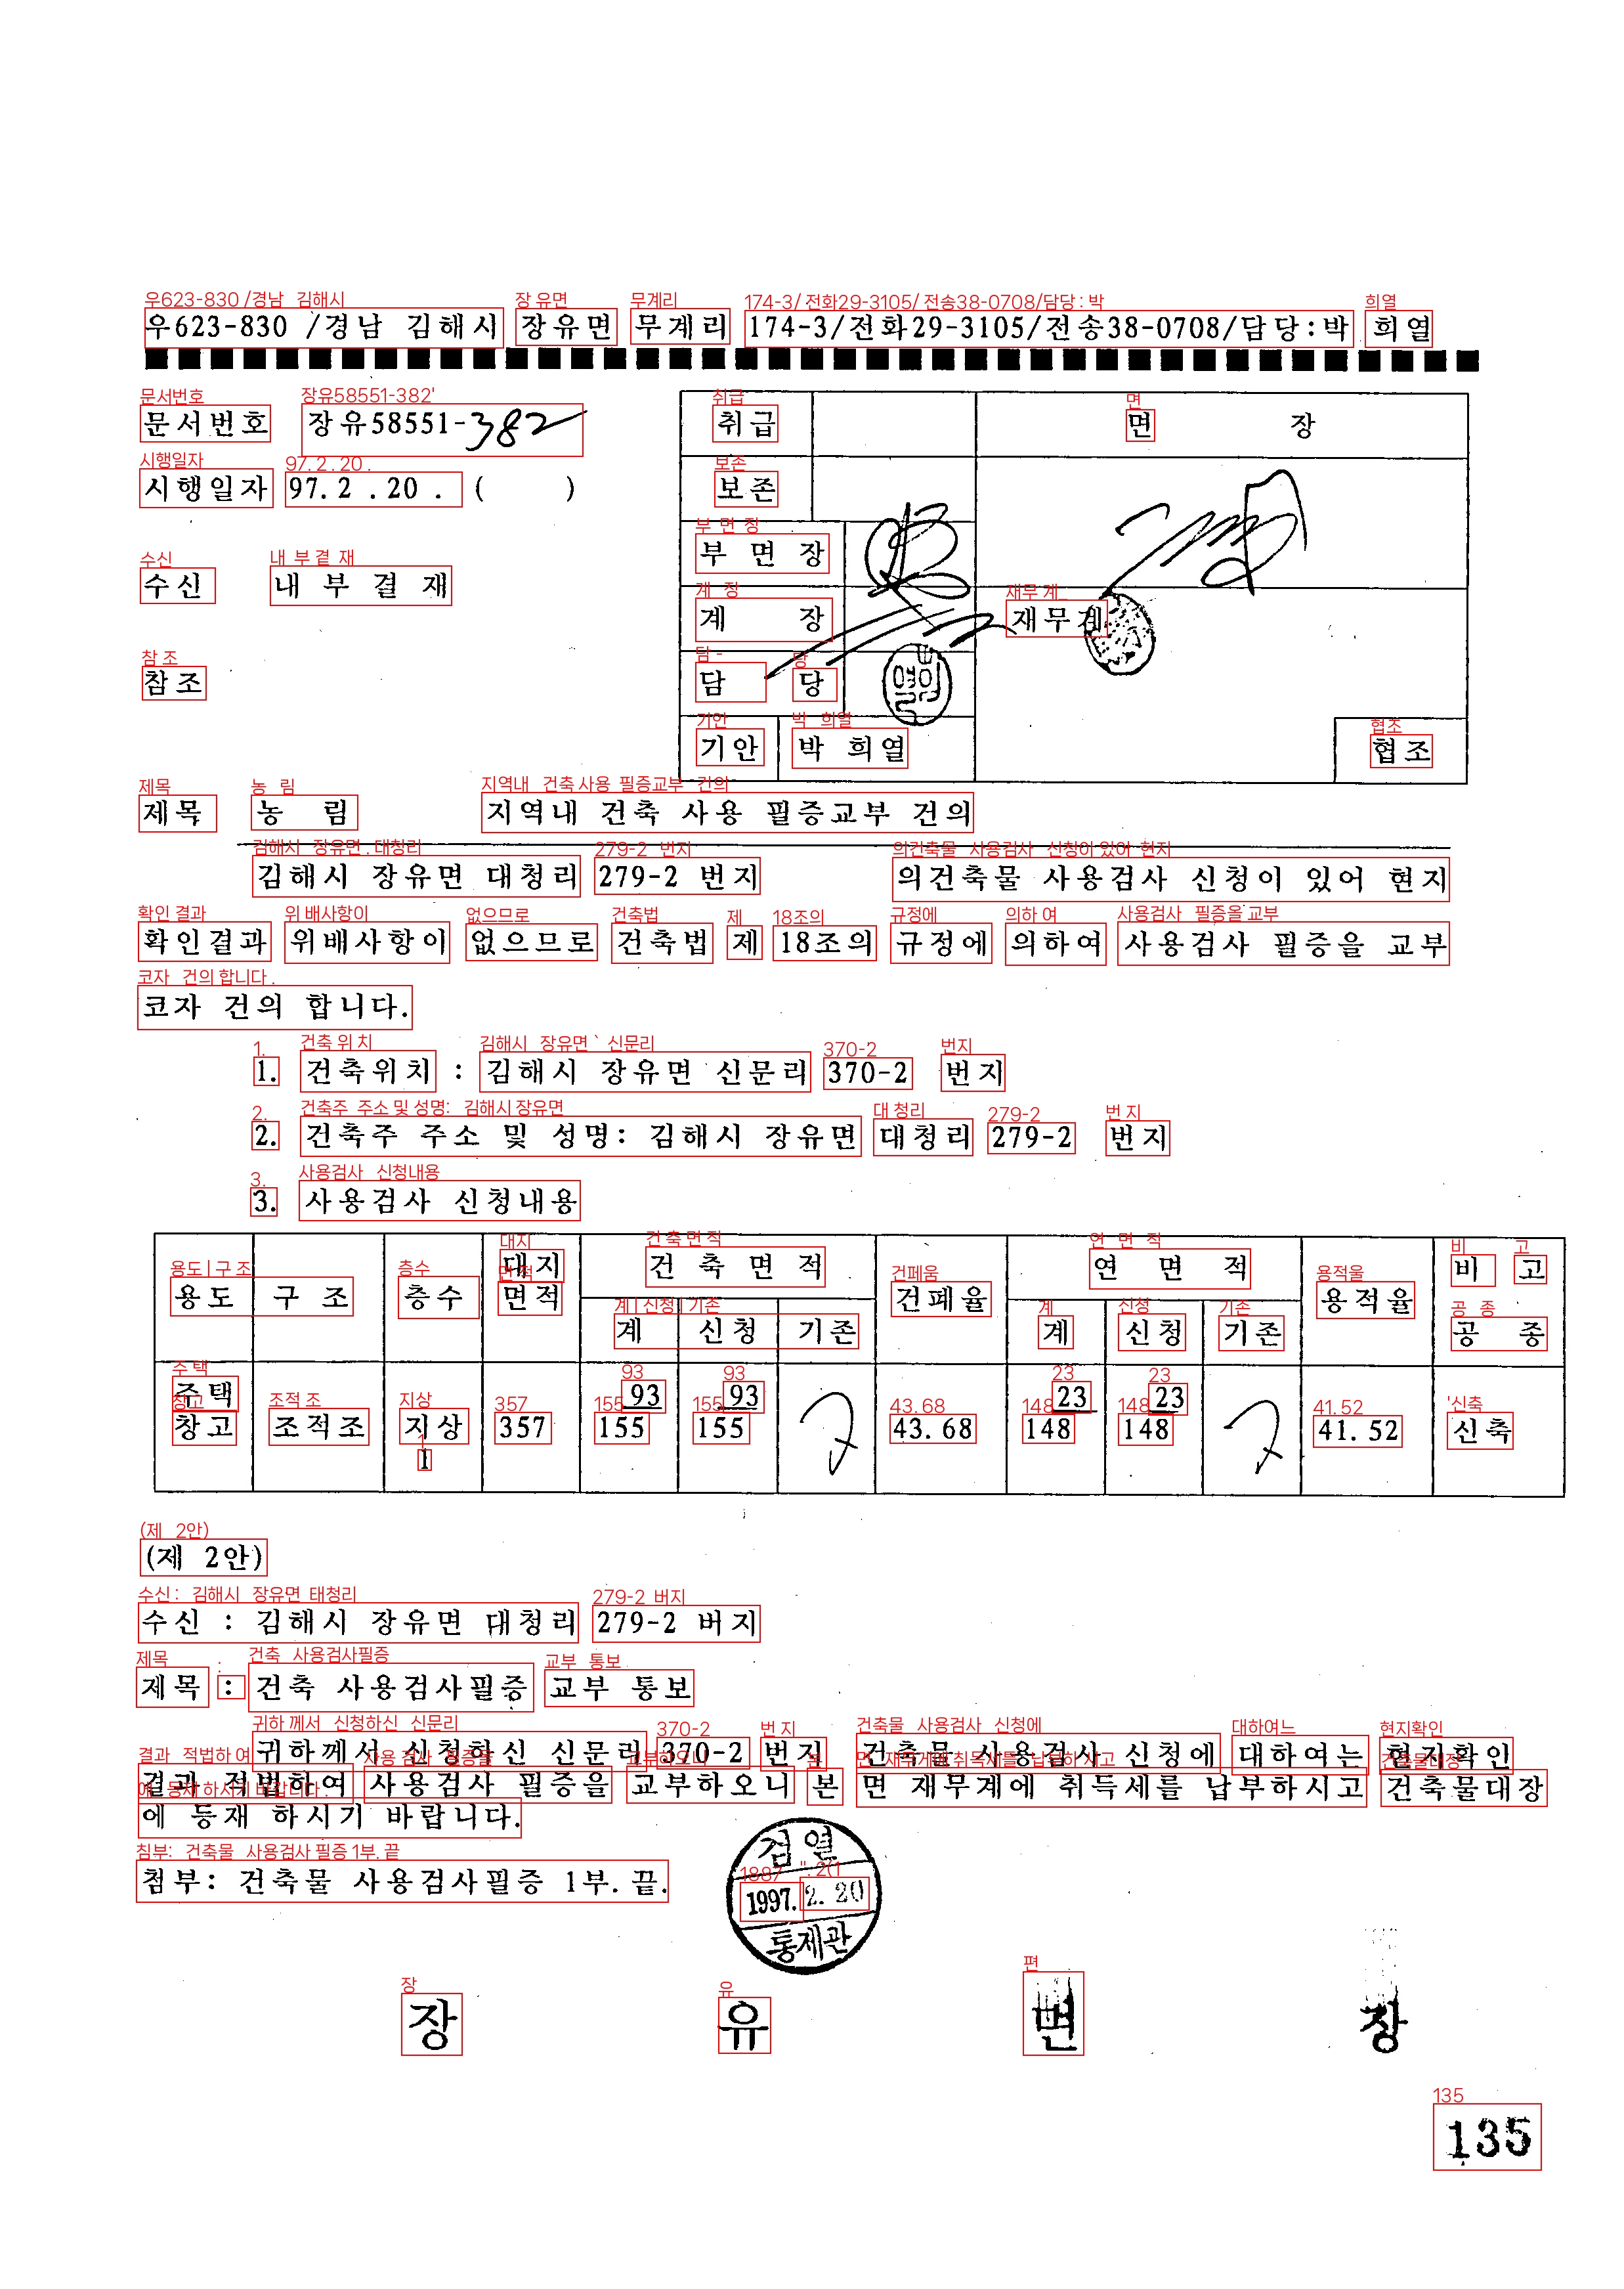 우623-830 /경남 김해시 장유면 무계리 174-3/전화29-3105/전송38-0708/담당:박 희열
문서번호 장유58551-382
시행일자 97. 2 . 20 . ( )
수신 내 부 결 재
참조
취급
보존
부 면 장
계 장
담 당
기안 박 희열
면 장
재무계
협조
제목 농 림 지역내 건축 사용 필증교부 건의
김해시 장유면 대청리 279-2 번지 의건축물 사용검사 신청이 있어 현지
확인결과 위배사항이 없으므로 건축법 제 18조의 규정에 의하여 사용검사 필증을 교부
코자 건의 합니다.
1. 건축위치 : 김해시 장유면 신문리 370-2 번지
2. 건축주 주소 및 성명: 김해시 장유면 대청리 279-2 번지
3. 사용검사 신청내용
용도 구 조 층수 대지 면적 건 축 면 적 건폐율 연 면 적 용적율 비 고
계 신청 기존 계 신청 기존 공 종
주택 93 93 23 23
창고 조적조 지상 357 155 155 43. 68 148 148 41. 52 신축
1
(제 2안)
수신 : 김해시 장유면 대청리 279-2 버지
제목 : 건축 사용검사필증 교부 통보
귀하께서 신청하신 신문리 370-2 번지 건축물 사용검사 신청에 대하여는 현지확인
결과 적법하여 사용검사 필증을 교부하오니 본 면 재무계에 취득세를 납부하시고 건축물대장
에 등재 하시기 바랍니다.
첨부: 건축물 사용검사필증 1부. 끝.
검열
1997. 2. 20
통제관
장 유 면 장
135